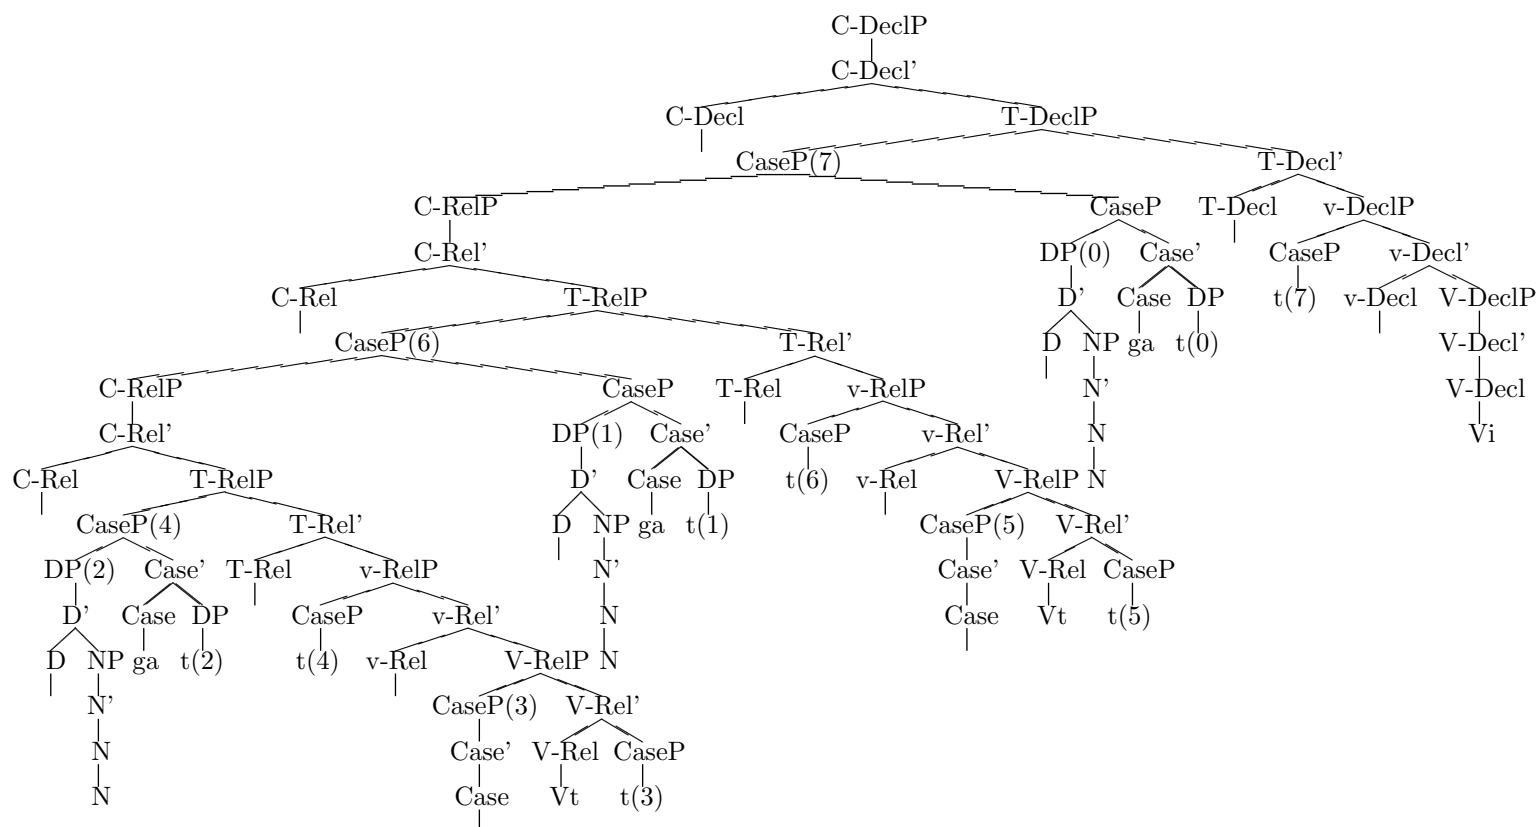 C-DeclP
C-Decl'
C-Decl T-DeclP
CaseP(7) T-Decl'
C-RelP CaseP T-Decl v-DeclP
C-Rel' DP(0) Case' CaseP v-Decl'
C-Rel T-RelP D' Case DP t(7) v-Decl V-DeclP
CaseP(6) T-Rel' D NP ga t(0) V-Decl'
C-RelP CaseP T-Rel v-RelP N' V-Decl
C-Rel' DP(1) Case' CaseP v-Rel' N Vi
C-Rel T-RelP D' Case DP t(6) v-Rel V-RelP N
CaseP(4) T-Rel' D NP ga t(1) CaseP(5) V-Rel'
DP(2) Case' T-Rel v-RelP N' Case' V-Rel CaseP
D' Case DP CaseP v-Rel' N Case Vt t(5)
D NP ga t(2) t(4) v-Rel V-RelP N
N' CaseP(3) V-Rel'
N Case' V-Rel CaseP
N Case Vt t(3)